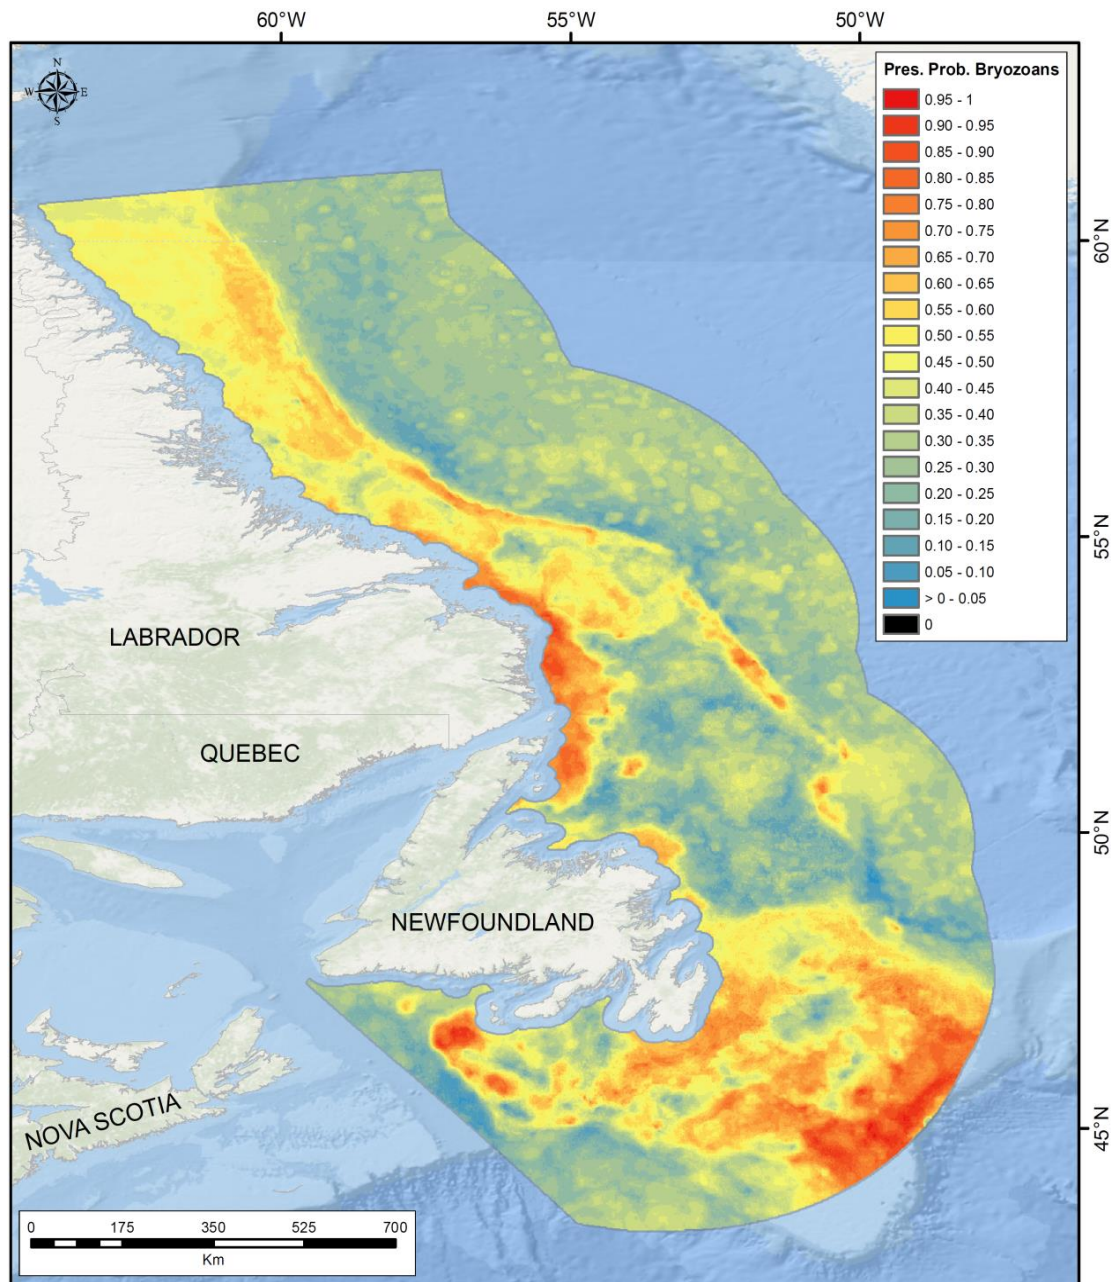 60°W 55°W 50°W
N
W E
S
Pres. Prob. Bryozoans
0.95 - 1
0.90 - 0.95
0.85 - 0.90
0.80 - 0.85
0.75 - 0.80
0.70 - 0.75
0.65 - 0.70
0.60 - 0.65
0.55 - 0.60
0.50 - 0.55
0.45 - 0.50
0.40 - 0.45
0.35 - 0.40
0.30 - 0.35
0.25 - 0.30
0.20 - 0.25
0.15 - 0.20
0.10 - 0.15
0.05 - 0.10
> 0 - 0.05
0
60°N
55°N
LABRADOR
QUEBEC
50°N
NEWFOUNDLAND
NOVA SCOTIA
45°N
0 175 350 525 700
Km